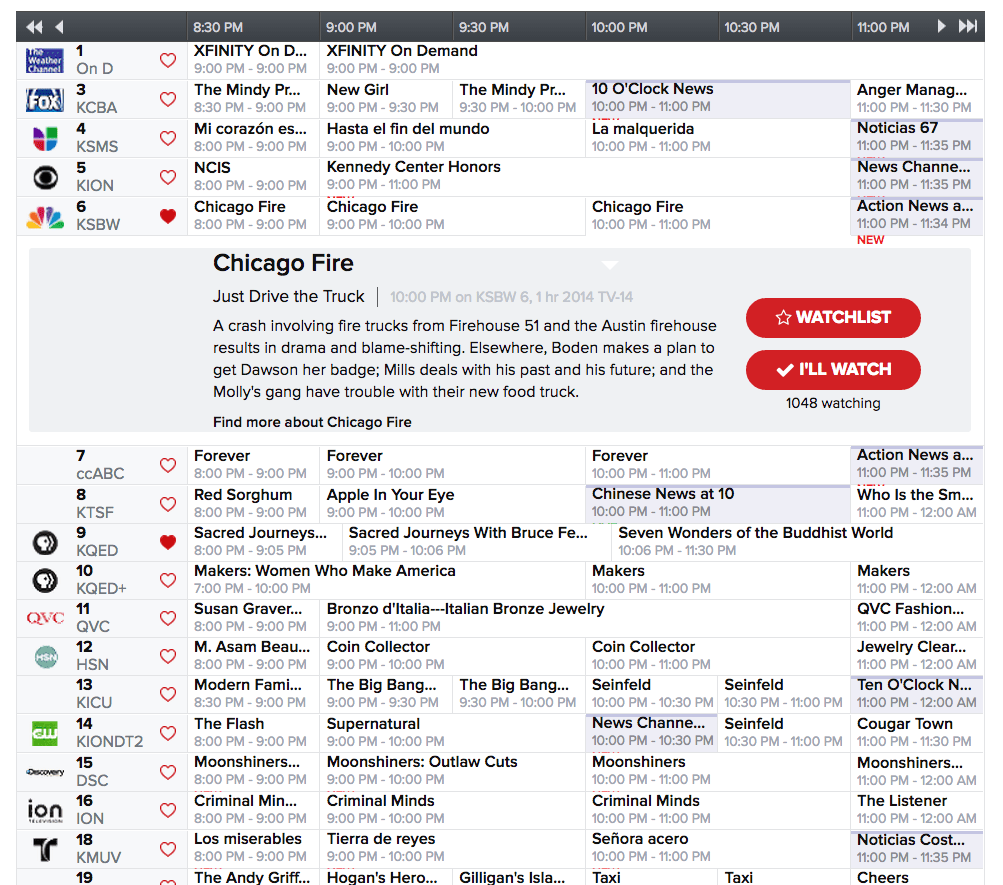 8:30 PM 9:00 PM 9:30 PM 10:00 PM 10:30 PM 11:00 PM
The Weather Channel
1
On D
XFINITY On D... XFINITY On Demand
9:00 PM - 9:00 PM 9:00 PM - 9:00 PM
FOX
3
KCBA
The Mindy Pr... New Girl The Mindy Pr... 10 O'Clock News Anger Manag...
8:30 PM - 9:00 PM 9:00 PM - 9:30 PM 9:30 PM - 10:00 PM 10:00 PM - 11:00 PM 11:00 PM - 11:30 PM
4
KSMS
Mi corazón es... Hasta el fin del mundo La malquerida Noticias 67
8:00 PM - 9:00 PM 9:00 PM - 10:00 PM 10:00 PM - 11:00 PM 11:00 PM - 11:35 PM
5
KION
NCIS Kennedy Center Honors News Channe...
8:00 PM - 9:00 PM 9:00 PM - 11:00 PM 11:00 PM - 11:35 PM
6
KSBW
Chicago Fire Chicago Fire Chicago Fire Action News a...
8:00 PM - 9:00 PM 9:00 PM - 10:00 PM 10:00 PM - 11:00 PM 11:00 PM - 11:34 PM
NEW
Chicago Fire
Just Drive the Truck | 10:00 PM on KSBW 6, 1 hr 2014 TV-14
A crash involving fire trucks from Firehouse 51 and the Austin firehouse
results in drama and blame-shifting. Elsewhere, Boden makes a plan to
get Dawson her badge; Mills deals with his past and his future; and the
Molly's gang have trouble with their new food truck.
Find more about Chicago Fire
WATCHLIST
I'LL WATCH
1048 watching
7
ccABC
Forever Forever Forever Action News a...
8:00 PM - 9:00 PM 9:00 PM - 10:00 PM 10:00 PM - 11:00 PM 11:00 PM - 11:35 PM
8
KTSF
Red Sorghum Apple In Your Eye Chinese News at 10 Who Is the Sm...
8:00 PM - 9:00 PM 9:00 PM - 10:00 PM 10:00 PM - 11:00 PM 11:00 PM - 12:00 AM
9
KQED
Sacred Journeys... Sacred Journeys With Bruce Fe... Seven Wonders of the Buddhist World
8:00 PM - 9:05 PM 9:05 PM - 10:06 PM 10:06 PM - 11:30 PM
10
KQED+
Makers: Women Who Make America Makers Makers
7:00 PM - 10:00 PM 10:00 PM - 11:00 PM 11:00 PM - 12:00 AM
QVC
11
QVC
Susan Graver... Bronzo d'Italia---Italian Bronze Jewelry QVC Fashion...
8:00 PM - 9:00 PM 9:00 PM - 11:00 PM 11:00 PM - 12:00 AM
HSN
12
HSN
M. Asam Beau... Coin Collector Coin Collector Jewelry Clear...
8:00 PM - 9:00 PM 9:00 PM - 10:00 PM 10:00 PM - 11:00 PM 11:00 PM - 12:00 AM
13
KICU
Modern Fami... The Big Bang... The Big Bang... Seinfeld Seinfeld Ten O'Clock N...
8:30 PM - 9:00 PM 9:00 PM - 9:30 PM 9:30 PM - 10:00 PM 10:00 PM - 10:30 PM 10:30 PM - 11:00 PM 11:00 PM - 12:00 AM
CW
14
KIONDT2
The Flash Supernatural News Channe... Seinfeld Cougar Town
8:00 PM - 9:00 PM 9:00 PM - 10:00 PM 10:00 PM - 10:30 PM 10:30 PM - 11:00 PM 11:00 PM - 11:30 PM
Discovery
15
DSC
Moonshiners... Moonshiners: Outlaw Cuts Moonshiners Moonshiners...
8:00 PM - 9:00 PM 9:00 PM - 10:00 PM 10:00 PM - 11:00 PM 11:00 PM - 12:00 AM
ion
TELEVISION
16
ION
Criminal Min... Criminal Minds Criminal Minds The Listener
8:00 PM - 9:00 PM 9:00 PM - 10:00 PM 10:00 PM - 11:00 PM 11:00 PM - 12:00 AM
18
KMUV
Los miserables Tierra de reyes Señora acero Noticias Cost...
8:00 PM - 9:00 PM 9:00 PM - 10:00 PM 10:00 PM - 11:00 PM 11:00 PM - 11:35 PM
19
The Andy Griff... Hogan's Hero... Gilligan's Isla... Taxi Taxi Cheers